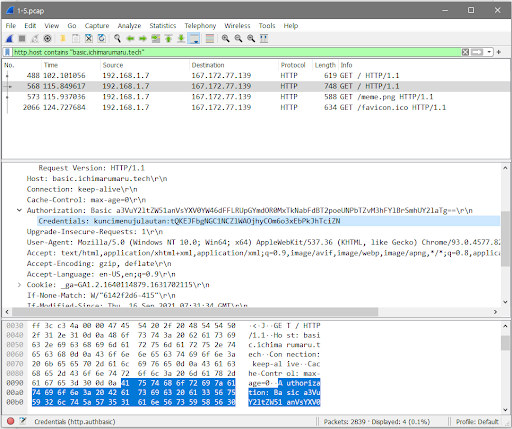 1-5.pcap
File Edit View Go Capture Analyze Statistics Telephony Wireless Tools Help
http.host contains "basic.ichimarumaru.tech"
No. Time Source Destination Protocol Length Info
488 102.101056 192.168.1.7 167.172.77.139 HTTP 619 GET / HTTP/1.1
568 115.849617 192.168.1.7 167.172.77.139 HTTP 748 GET / HTTP/1.1
573 115.937036 192.168.1.7 167.172.77.139 HTTP 588 GET /meme.png HTTP/1.1
2066 124.727684 192.168.1.7 167.172.77.139 HTTP 634 GET /favicon.ico HTTP/1.1
Request Version: HTTP/1.1
Host: basic.ichimarumaru.tech\r\n
Connection: keep-alive\r\n
Cache-Control: max-age=0\r\n
Authorization: Basic
Credentials:
Upgrade-Insecure-Requests: 1\r\n
User-Agent: Mozilla/5.0 (Windows NT 10.0; Win64; x64) AppleWebKit/537.36 (KHTML, like Gecko) Chrome/93.0.4577.82
Accept: text/html,application/xhtml+xml,application/xml;q=0.9,image/avif,image/webp,image/apng,*/*;q=0.8,applica
Accept-Encoding: gzip, deflate\r\n
Accept-Language: en-US,en;q=0.9\r\n
Cookie: _ga=GA1.2.1640114879.1631702115\r\n
If-None-Match: W/"6142f2d6-415"\r\n
If-Modified-Since: Thu, 16 Sep 2021 07:31:34 GMT\r\n
0030 ff 3c c3 4a 00 00 47 45 54 20 2f 20 48 54 54 50 ·<·J··GE T / HTTP
0040 2f 31 2e 31 0d 0a 48 6f 73 74 3a 20 62 61 73 69 /1.1··Ho st: basi
0050 63 2e 69 63 68 69 6d 61 72 75 6d 61 72 75 2e 74 c.ichima rumaru.t
0060 65 63 68 0d 0a 43 6f 6e 6e 65 63 74 69 6f 6e 3a ech··Con nection:
0070 20 6b 65 65 70 2d 61 6c 69 76 65 0d 0a 43 61 63 keep-al ive··Cac
0080 68 65 2d 43 6f 6e 74 72 6f 6c 3a 20 6d 61 78 2d he-Contr ol: max-
0090 61 67 65 3d 30 0d 0a 41 75 74 68 6f 72 69 7a 61 age=0··A uthoriza
00a0 74 69 6f 6e 3a 20 42 61 73 69 63 20 61 33 56 75 tion: Ba sic a3Vu
00b0 59 32 6c 74 5a 57 35 31 61 6e 56 73 59 58 56 30 Y2ltZW51 anVsYXV0
Credentials (http.authbasic)
Packets: 2839 · Displayed: 4 (0.1%)
Profile: Default